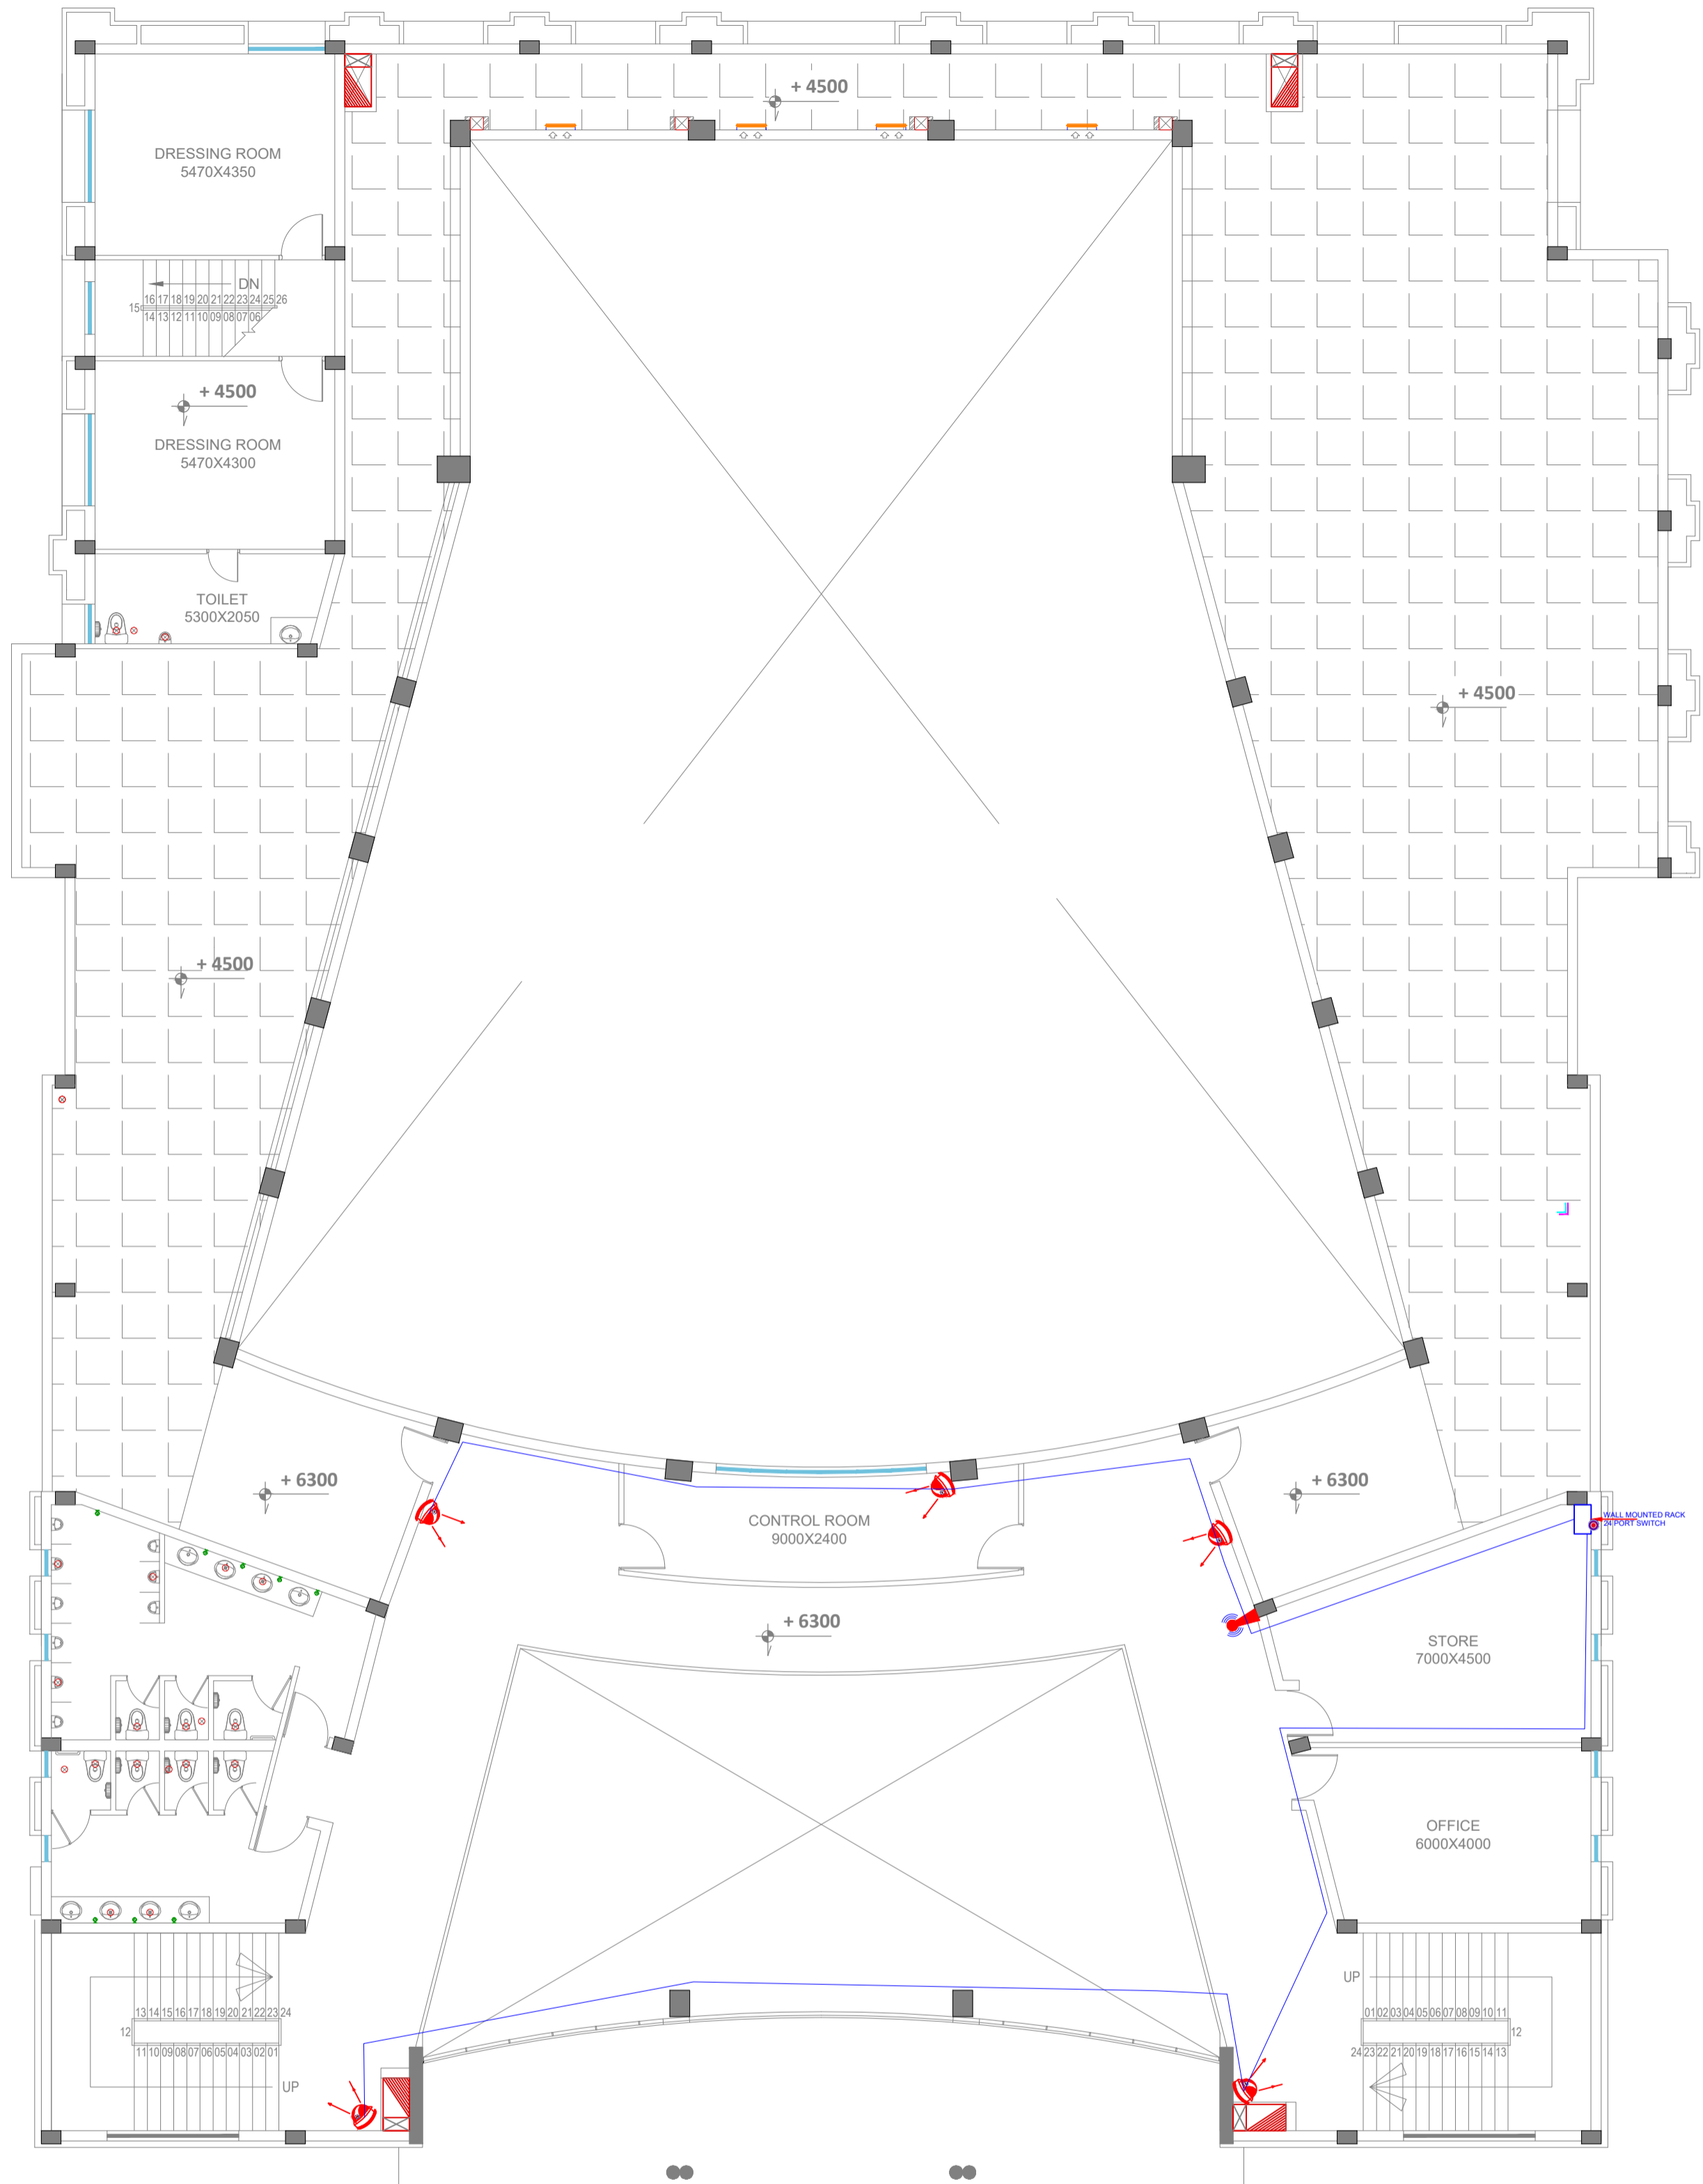 + 4500
DRESSING ROOM
5470X4350
DN
16 17 18 19 20 21 22 23 24 25 26
15
14 13 12 11 10 09 08 07 06
+ 4500
DRESSING ROOM
5470X4300
TOILET
5300X2050
+ 4500
+ 4500
+ 6300
+ 6300
CONTROL ROOM
9000X2400
WALL MOUNTED RACK
24 PORT SWITCH
+ 6300
STORE
7000X4500
OFFICE
6000X4000
UP
13 14 15 16 17 18 19 20 21 22 23 24
12
11 10 09 08 07 06 05 04 03 02 01
UP
01 02 03 04 05 06 07 08 09 10 11
12
24 23 22 21 20 19 18 17 16 15 14 13